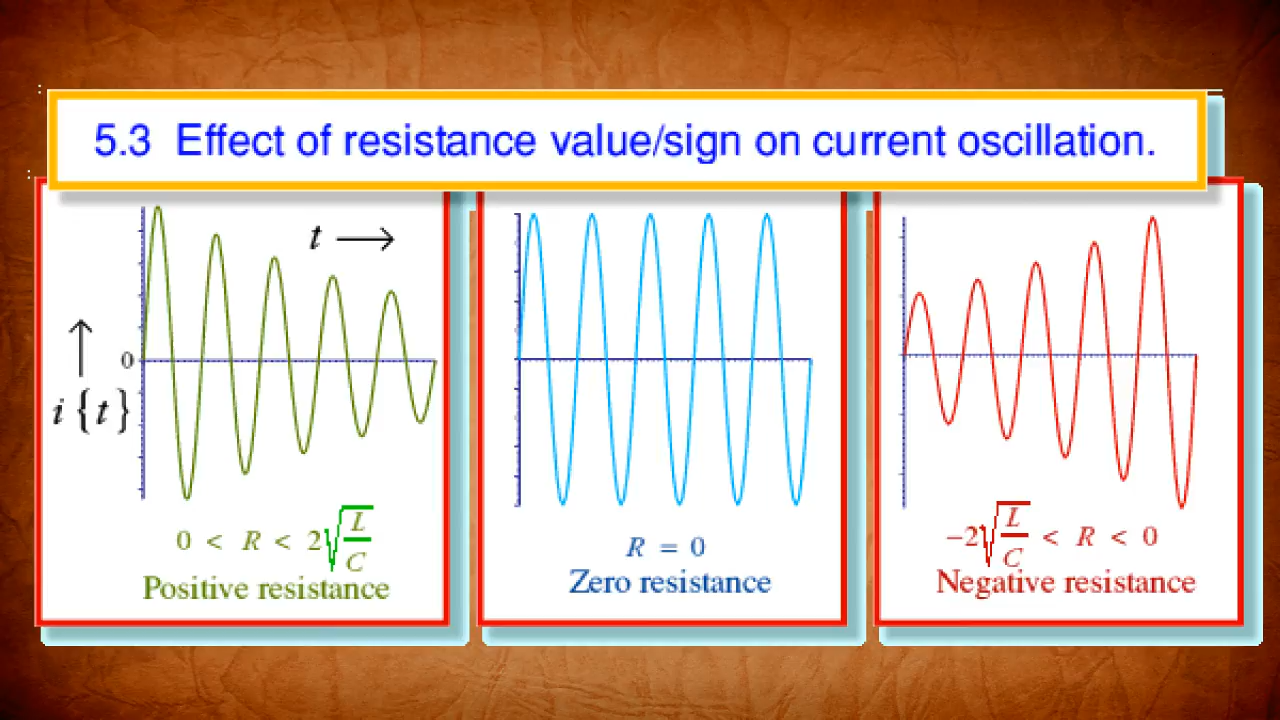 5.3 Effect of resistance value/sign on current oscillation.
t →
↑
0
i {t}
0 < R < 2√(L/C)
Positive resistance
R = 0
Zero resistance
−2√(L/C) < R < 0
Negative resistance